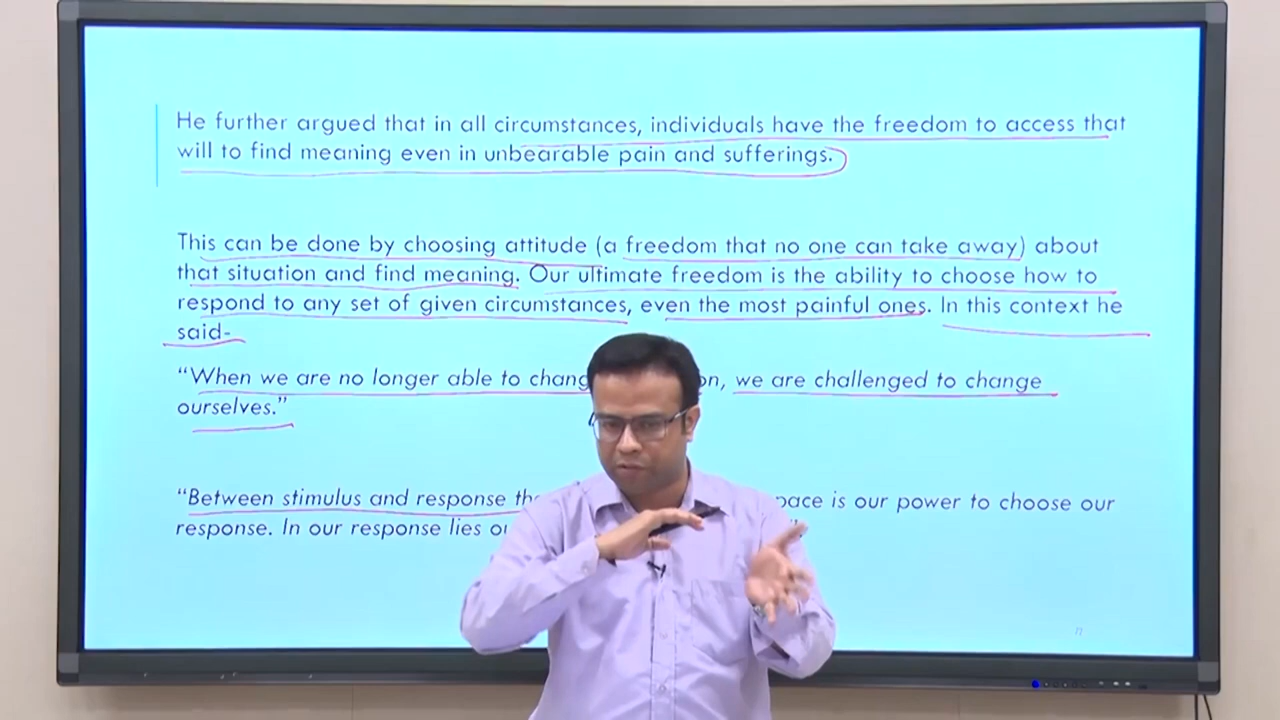 He further argued that in all circumstances, individuals have the freedom to access that
will to find meaning even in unbearable pain and sufferings.
This can be done by choosing attitude (a freedom that no one can take away) about
that situation and find meaning. Our ultimate freedom is the ability to choose how to
respond to any set of given circumstances, even the most painful ones. In this context he
said-
“When we are no longer able to we are challenged to change
ourselves.”
“Between stimulus and response is our power to choose our
response. In our response lies